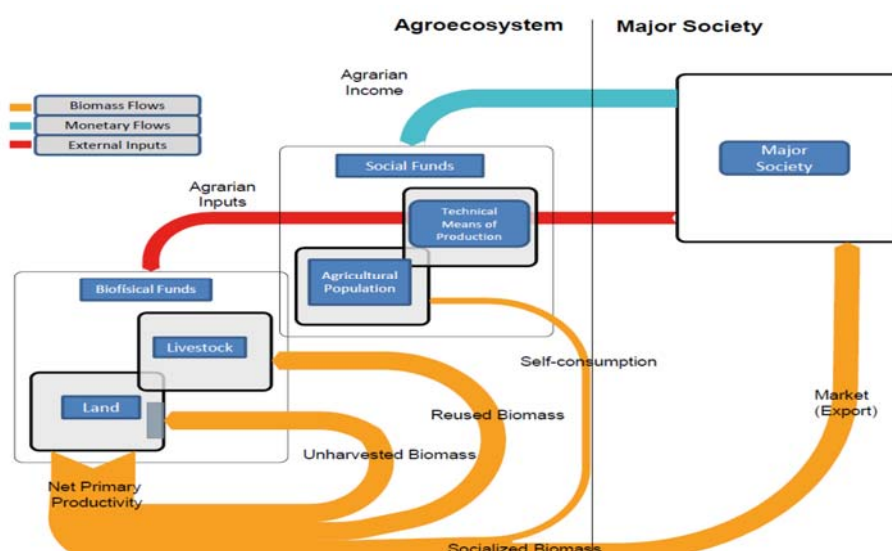 Agroecosystem
Major Society
Agrarian
Income
Biomass Flows
Monetary Flows
External Inputs
Social Funds
Major
Society
Agrarian
Inputs
Technical
Means of
Production
Agricultural
Population
Biofísical Funds
Livestock
Self-consumption
Land
Reused Biomass
Market
(Export)
Unharvested Biomass
Net Primary
Productivity
Socialized Biomass